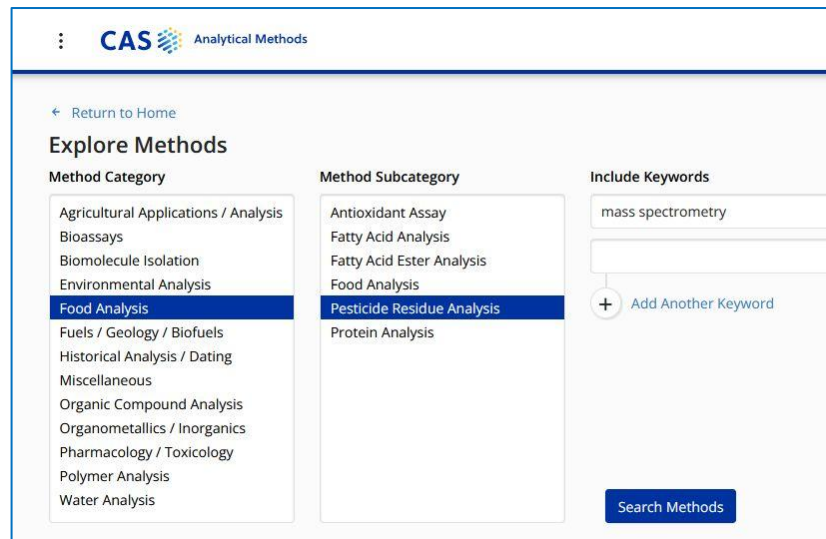 CAS Analytical Methods
← Return to Home
Explore Methods
Method Category
Agricultural Applications / Analysis
Bioassays
Biomolecule Isolation
Environmental Analysis
Food Analysis
Fuels / Geology / Biofuels
Historical Analysis / Dating
Miscellaneous
Organic Compound Analysis
Organometallics / Inorganics
Pharmacology / Toxicology
Polymer Analysis
Water Analysis
Method Subcategory
Antioxidant Assay
Fatty Acid Analysis
Fatty Acid Ester Analysis
Food Analysis
Pesticide Residue Analysis
Protein Analysis
Include Keywords
mass spectrometry
+ Add Another Keyword
Search Methods